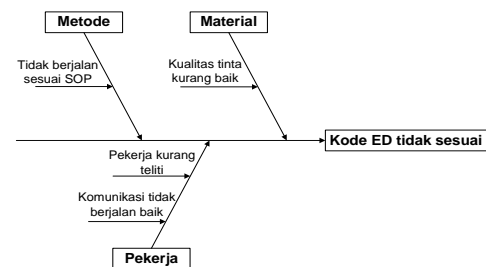 Metode
Material
Tidak berjalan
sesuai SOP
Kualitas tinta
kurang baik
Kode ED tidak sesuai
Pekerja kurang
teliti
Komunikasi tidak
berjalan baik
Pekerja